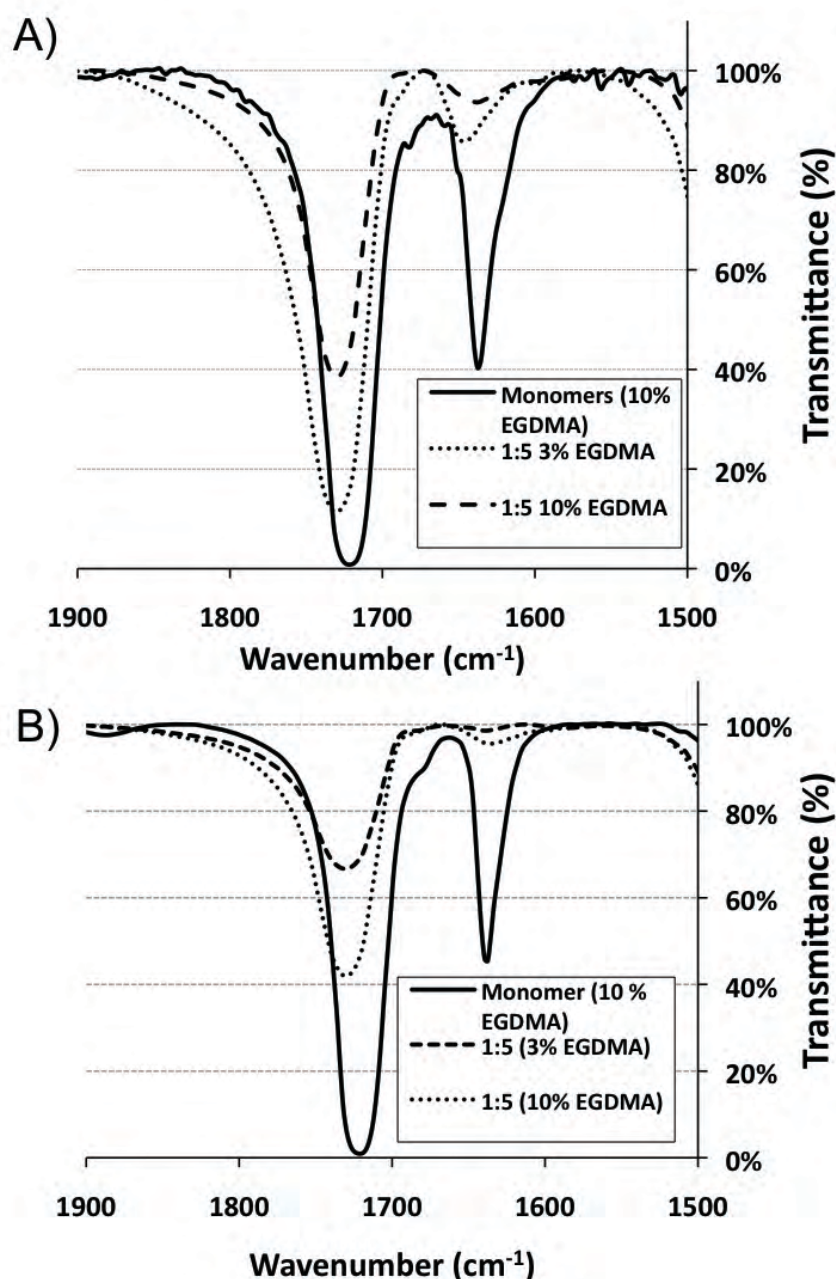 A)
100%
80%
60%
40%
20%
0%
Transmittance (%)
Monomers (10%
EGDMA)
1:5 3% EGDMA
1:5 10% EGDMA
1900 1800 1700 1600 1500
Wavenumber (cm-1)
B)
100%
80%
60%
40%
20%
0%
Transmittance (%)
Monomer (10 %
EGDMA)
1:5 (3% EGDMA)
1:5 (10% EGDMA)
1900 1800 1700 1600 1500
Wavenumber (cm-1)